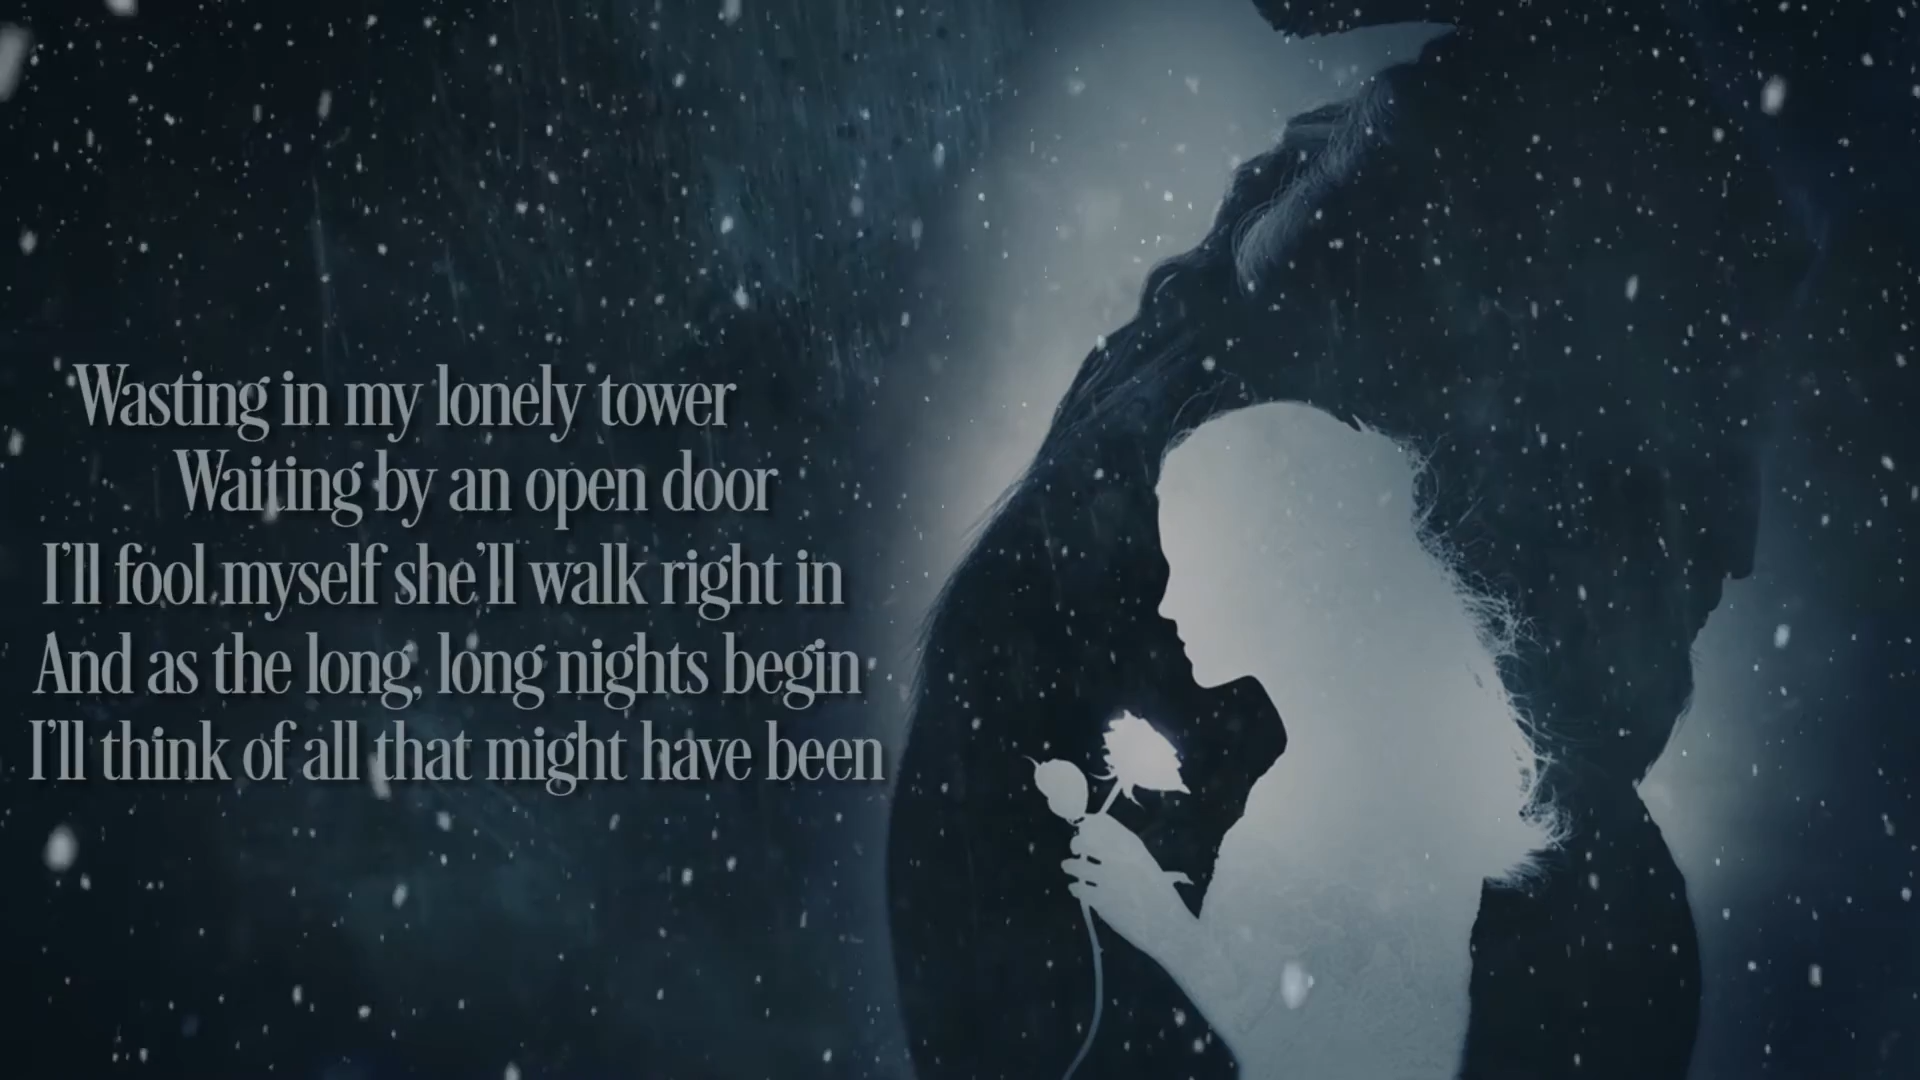 Wasting in my lonely tower
Waiting by an open door
I'll fool myself she'll walk right in
And as the long, long nights begin
I'll think of all that might have been